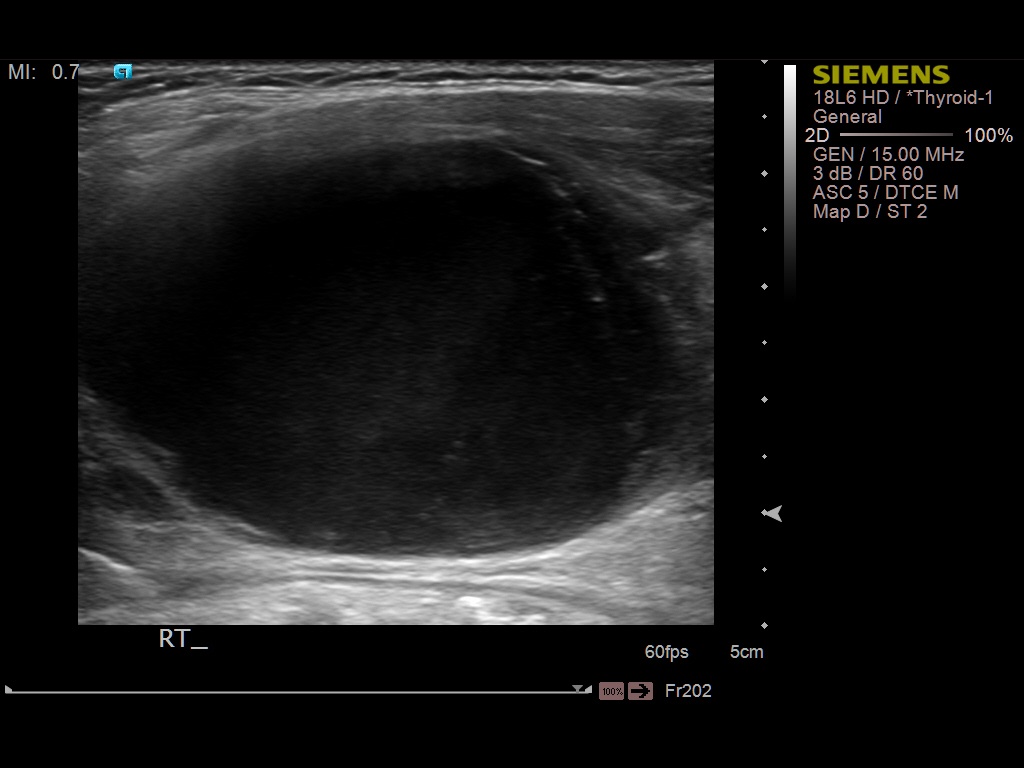 MI: 0.7
SIEMENS
18L6 HD / *Thyroid-1
General
2D 100%
GEN / 15.00 MHz
3 dB / DR 60
ASC 5 / DTCE M
Map D / ST 2
RT_
60fps 5cm
100% Fr202